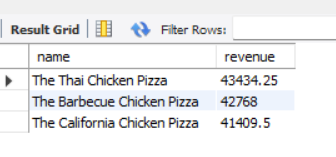 Result Grid Filter Rows:
name revenue
The Thai Chicken Pizza 43434.25
The Barbecue Chicken Pizza 42768
The California Chicken Pizza 41409.5